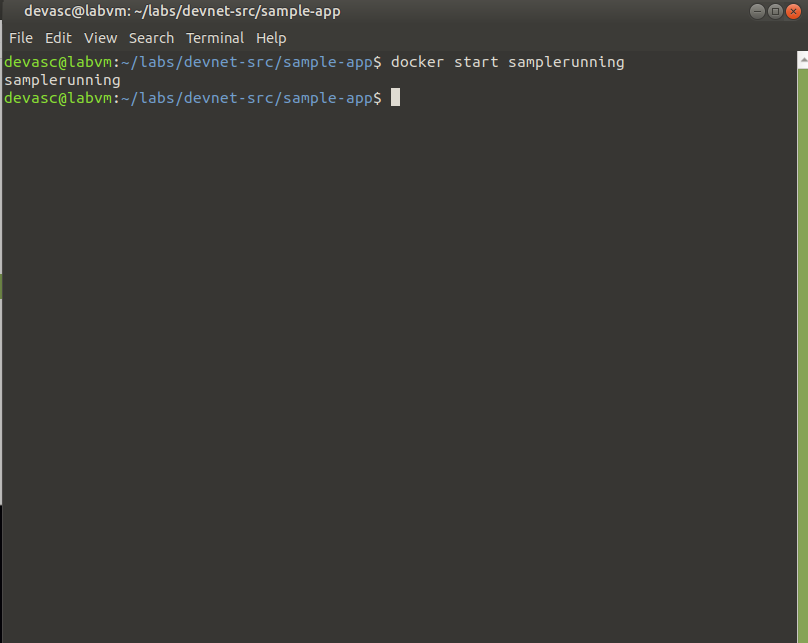 devasc@labvm: ~/labs/devnet-src/sample-app
File Edit View Search Terminal Help
devasc@labvm:~/labs/devnet-src/sample-app$ docker start samplerunning
samplerunning
devasc@labvm:~/labs/devnet-src/sample-app$